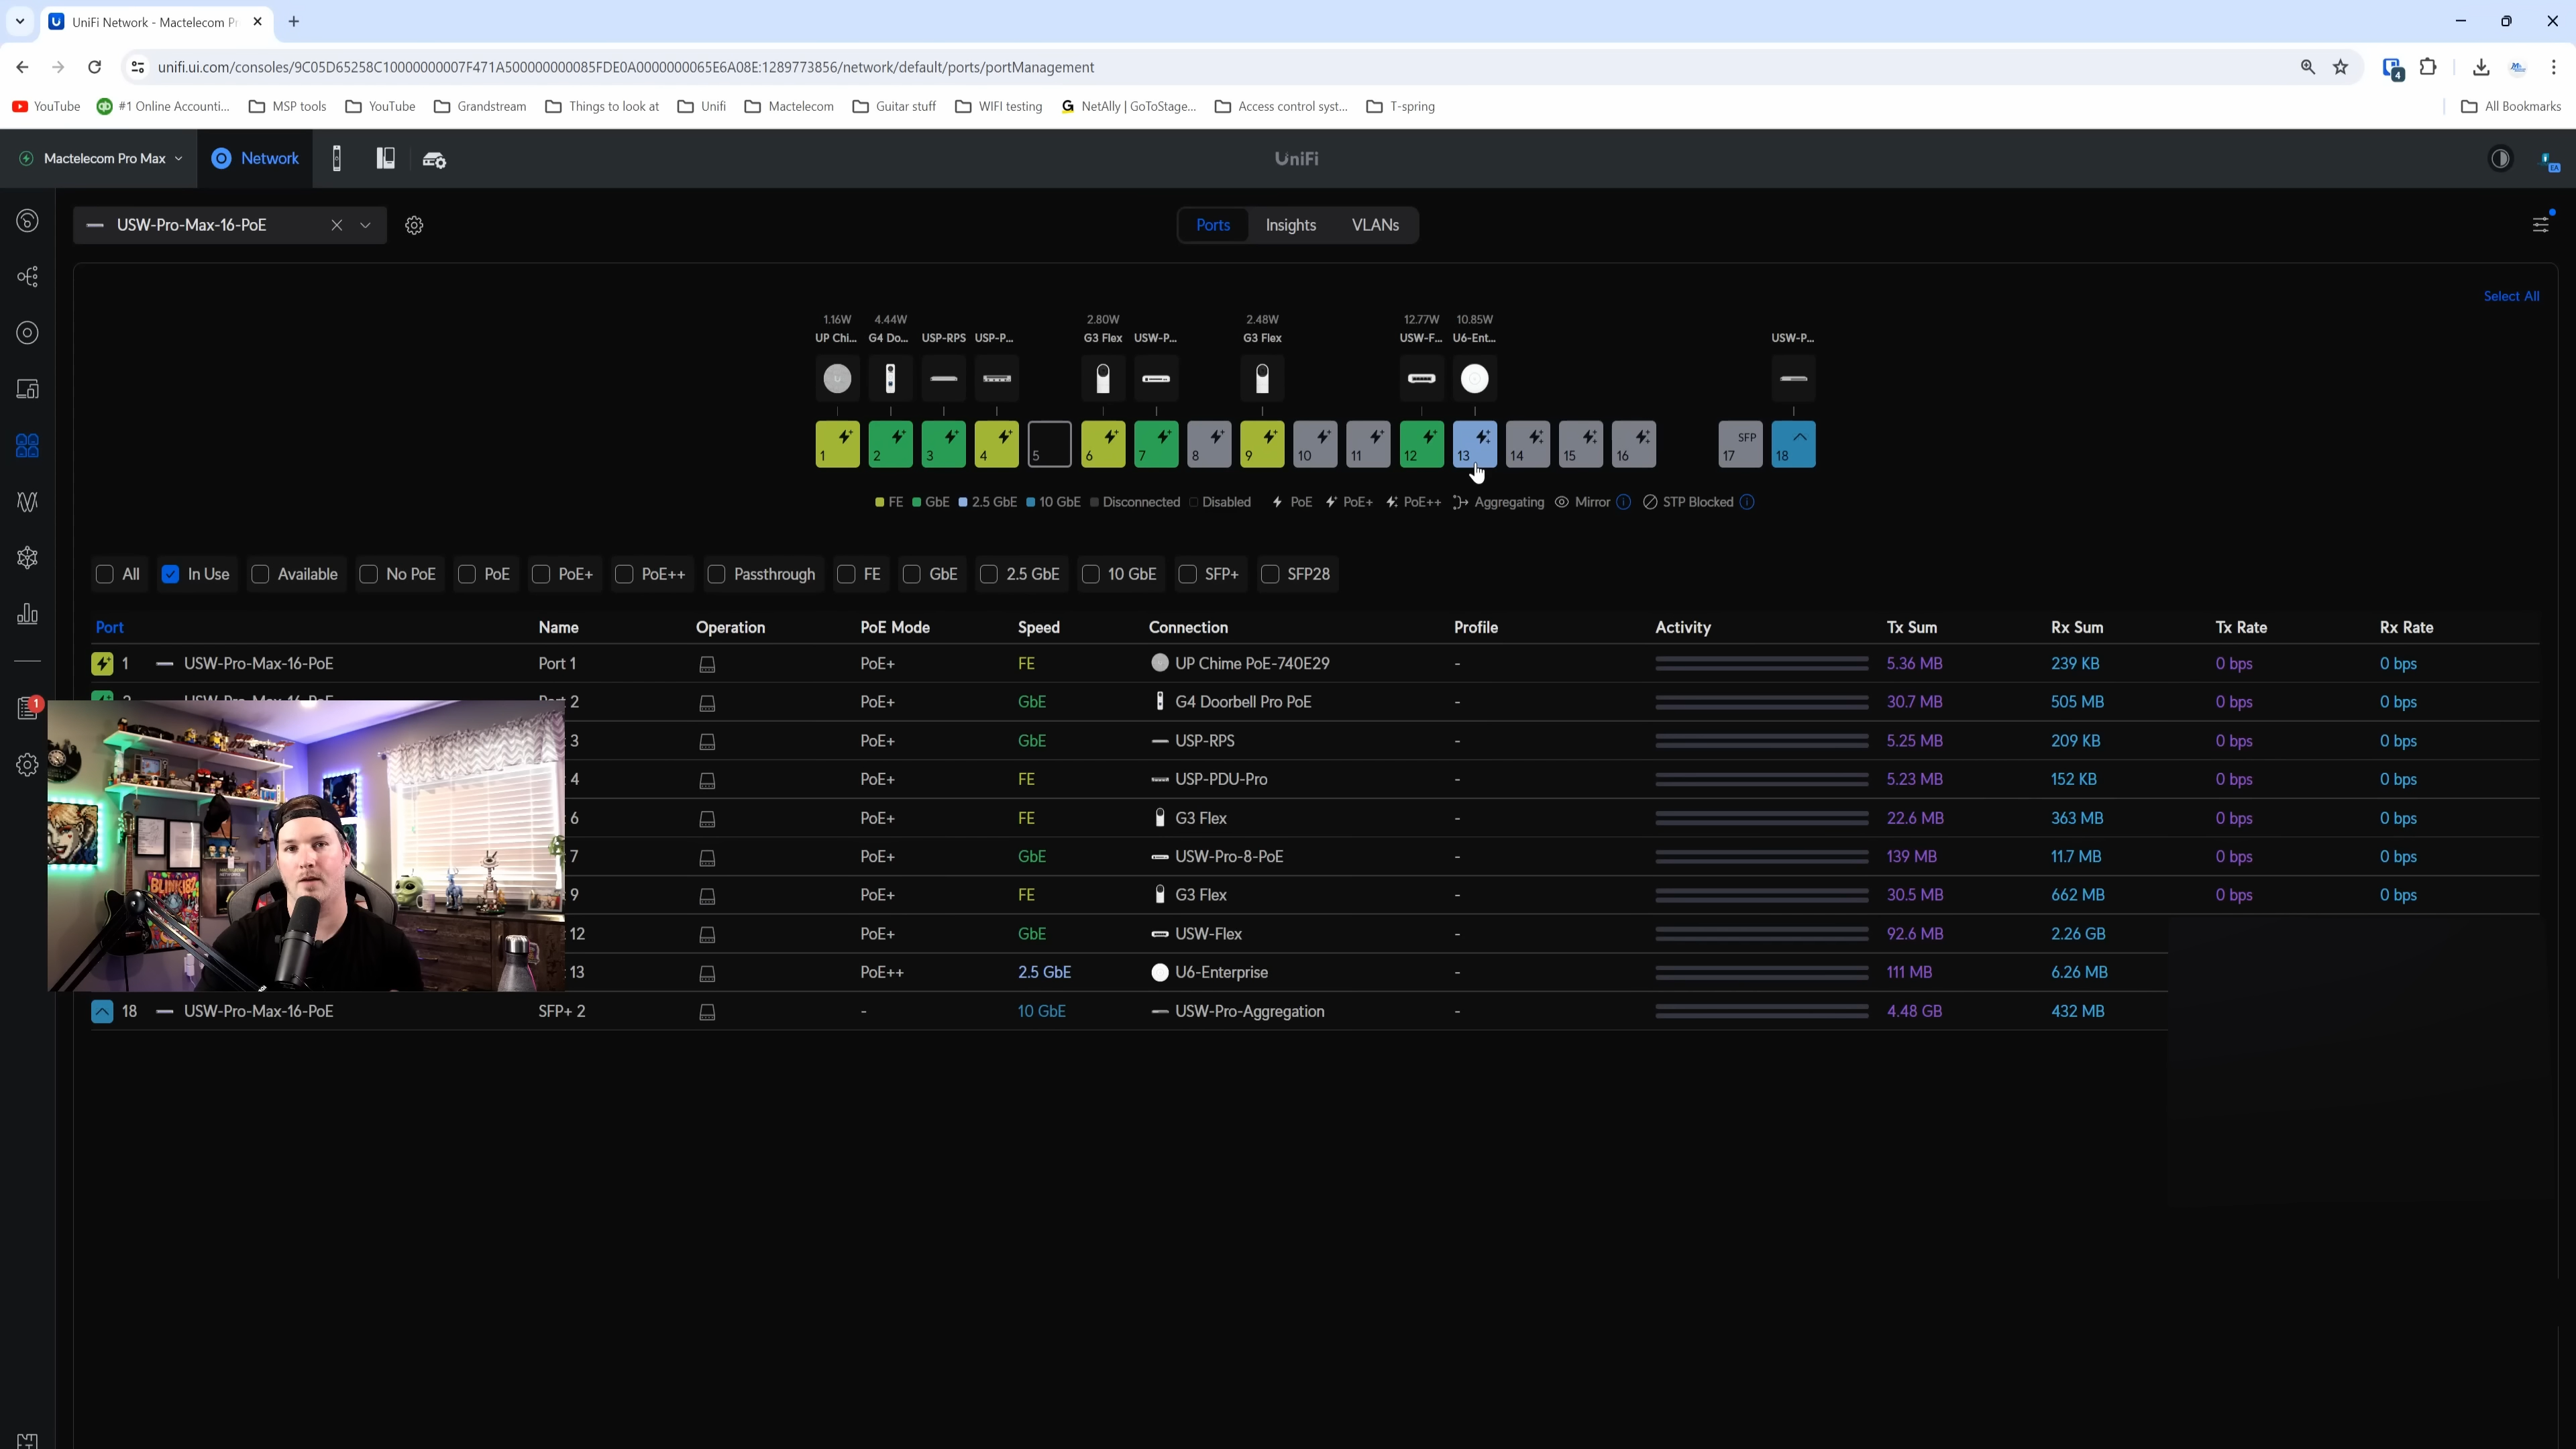 UniFi Network - Mactelecom Pr
unifi.ui.com/consoles/9C05D65258C10000000007F471A500000000085FDE0A0000000065E6A08E:1289773856/network/default/ports/portManagement
4
YouTube #1 Online Accounti... MSP tools YouTube Grandstream Things to look at Unifi Mactelecom Guitar stuff WIFI testing NetAlly | GoToStage... Access control syst... T-spring All Bookmarks
Mactelecom Pro Max Network UniFi EA
USW-Pro-Max-16-PoE Ports Insights VLANs
Select All
1.16W 4.44W 2.80W 2.48W 12.77W 10.85W
UP Chi... G4 Do... USP-RPS USP-P... G3 Flex USW-P... G3 Flex USW-F... U6-Ent... USW-P...
SFP
1 2 3 4 5 6 7 8 9 10 11 12 13 14 15 16 17 18
FE GbE 2.5 GbE 10 GbE Disconnected Disabled PoE PoE+ PoE++ Aggregating Mirror STP Blocked
All In Use Available No PoE PoE PoE+ PoE++ Passthrough FE GbE 2.5 GbE 10 GbE SFP+ SFP28
Port Name Operation PoE Mode Speed Connection Profile Activity Tx Sum Rx Sum Tx Rate Rx Rate
1 USW-Pro-Max-16-PoE Port 1 PoE+ FE UP Chime PoE-740E29 - 5.36 MB 239 KB 0 bps 0 bps
2 USW-Pro-Max-16-PoE Port 2 PoE+ GbE G4 Doorbell Pro PoE - 30.7 MB 505 MB 0 bps 0 bps
1
3 PoE+ GbE USP-RPS - 5.25 MB 209 KB 0 bps 0 bps
4 PoE+ FE USP-PDU-Pro - 5.23 MB 152 KB 0 bps 0 bps
6 PoE+ FE G3 Flex - 22.6 MB 363 MB 0 bps 0 bps
7 PoE+ GbE USW-Pro-8-PoE - 139 MB 11.7 MB 0 bps 0 bps
9 PoE+ FE G3 Flex - 30.5 MB 662 MB 0 bps 0 bps
12 PoE+ GbE USW-Flex - 92.6 MB 2.26 GB
13 PoE++ 2.5 GbE U6-Enterprise - 111 MB 6.26 MB
18 USW-Pro-Max-16-PoE SFP+ 2 - 10 GbE USW-Pro-Aggregation - 4.48 GB 432 MB
BLINK182